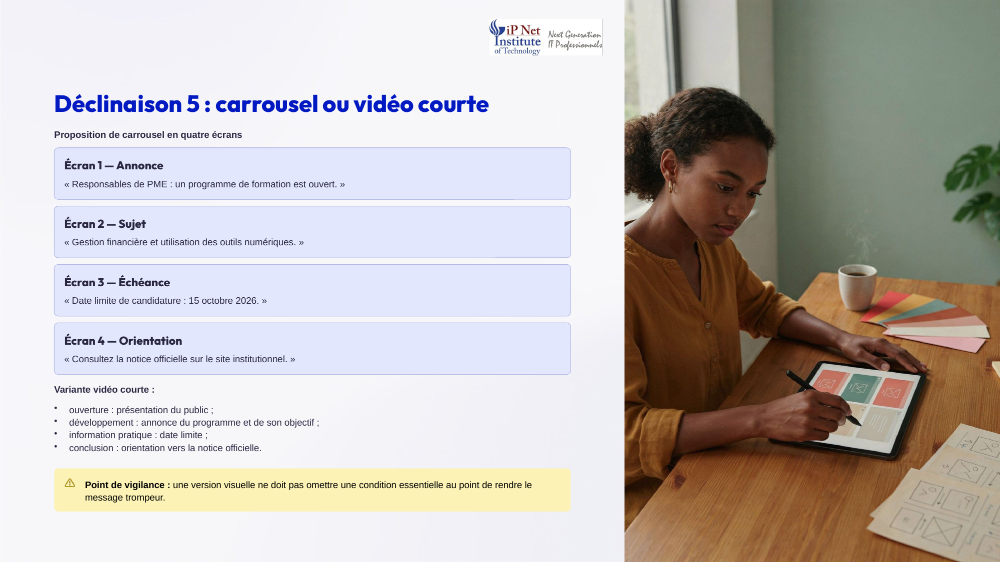 iP Net
Institute
of Technology
Next Generation
IT Professionnels
Déclinaison 5 : carrousel ou vidéo courte
Proposition de carrousel en quatre écrans
Écran 1 — Annonce
« Responsables de PME : un programme de formation est ouvert. »
Écran 2 — Sujet
« Gestion financière et utilisation des outils numériques. »
Écran 3 — Échéance
« Date limite de candidature : 15 octobre 2026. »
Écran 4 — Orientation
« Consultez la notice officielle sur le site institutionnel. »
Variante vidéo courte :
• ouverture : présentation du public ;
• développement : annonce du programme et de son objectif ;
• information pratique : date limite ;
• conclusion : orientation vers la notice officielle.
Point de vigilance : une version visuelle ne doit pas omettre une condition essentielle au point de rendre le
message trompeur.